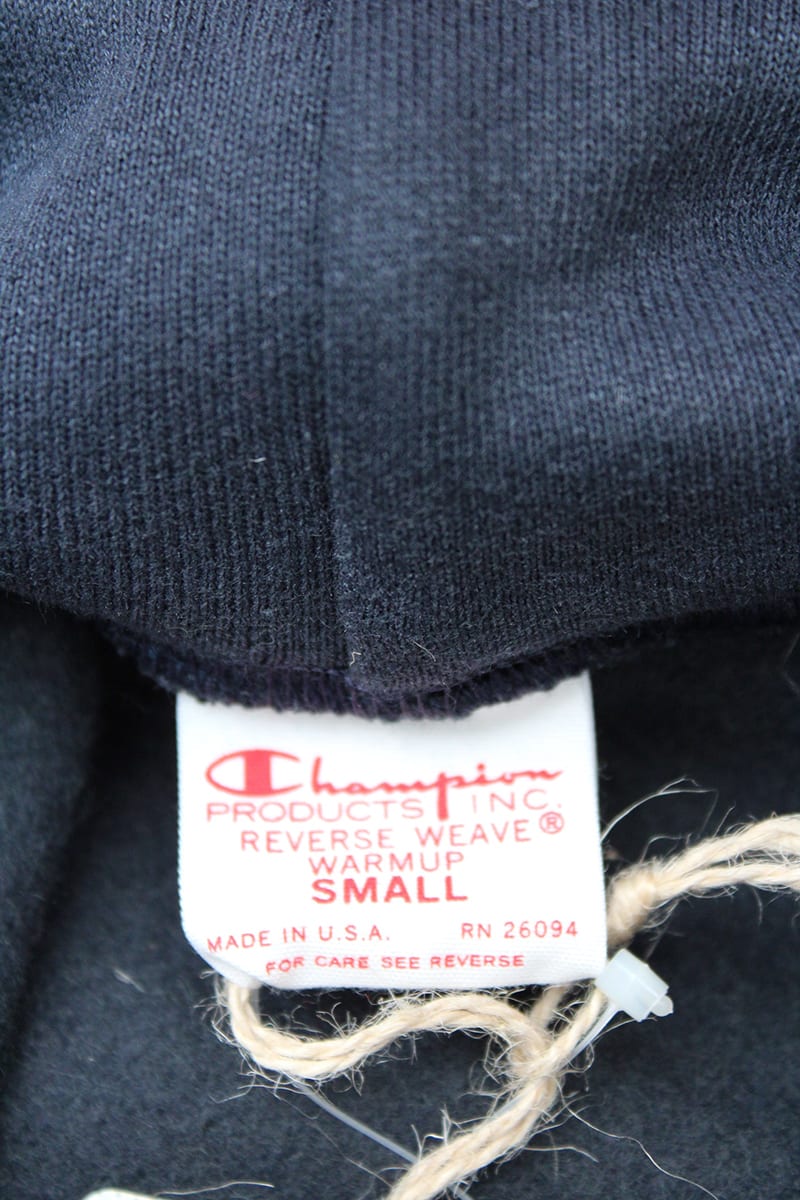 Champion
PRODUCTS INC.
REVERSE WEAVE®
WARMUP
SMALL
MADE IN U.S.A. RN 26094
FOR CARE SEE REVERSE